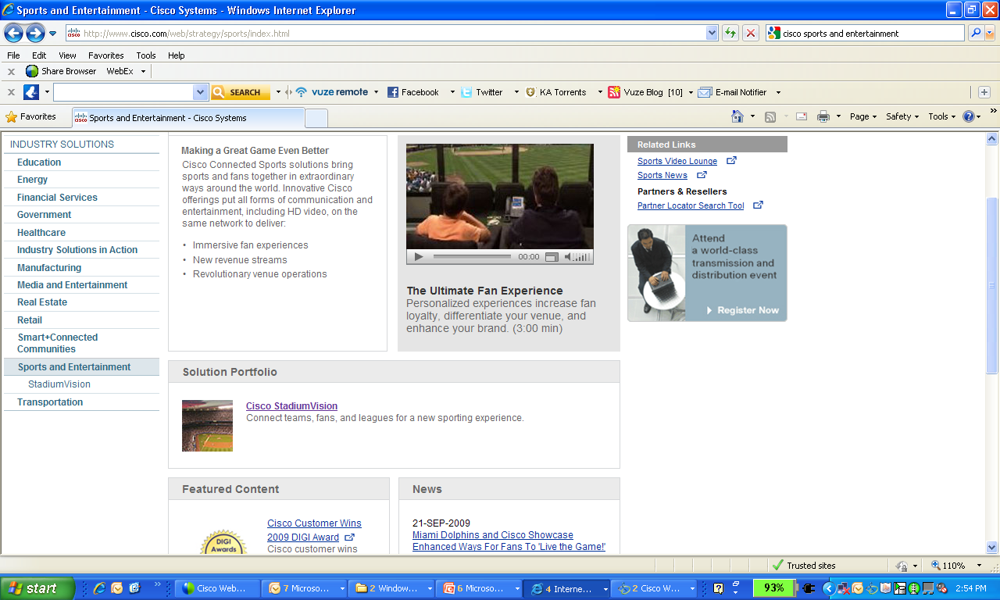 Sports and Entertainment - Cisco Systems - Windows Internet Explorer
http://www.cisco.com/web/strategy/sports/index.html
cisco sports and entertainment
File Edit View Favorites Tools Help
x Share Browser WebEx
x SEARCH vuze remote Facebook Twitter KA Torrents Vuze Blog [10] E-mail Notifier
Favorites Sports and Entertainment - Cisco Systems Page Safety Tools
INDUSTRY SOLUTIONS
Education
Energy
Financial Services
Government
Healthcare
Industry Solutions in Action
Manufacturing
Media and Entertainment
Real Estate
Retail
Smart+Connected
Communities
Sports and Entertainment
StadiumVision
Transportation
Making a Great Game Even Better
Cisco Connected Sports solutions bring
sports and fans together in extraordinary
ways around the world. Innovative Cisco
offerings put all forms of communication and
entertainment, including HD video, on the
same network to deliver:
• Immersive fan experiences
• New revenue streams
• Revolutionary venue operations
00:00
The Ultimate Fan Experience
Personalized experiences increase fan
loyalty, differentiate your venue, and
enhance your brand. (3:00 min)
Related Links
Sports Video Lounge
Sports News
Partners & Resellers
Partner Locator Search Tool
Attend
a world-class
transmission and
distribution event
Register Now
Solution Portfolio
Cisco StadiumVision
Connect teams, fans, and leagues for a new sporting experience.
Featured Content
DIGI
Awards
Cisco Customer Wins
2009 DIGI Award
Cisco customer wins
News
21-SEP-2009
Miami Dolphins and Cisco Showcase
Enhanced Ways For Fans To 'Live the Game!'
Trusted sites 110%
start Cisco Web... 7 Microso... 2 Window... 6 Microso... 4 Interne... 2 Cisco W... 93% 2:54 PM